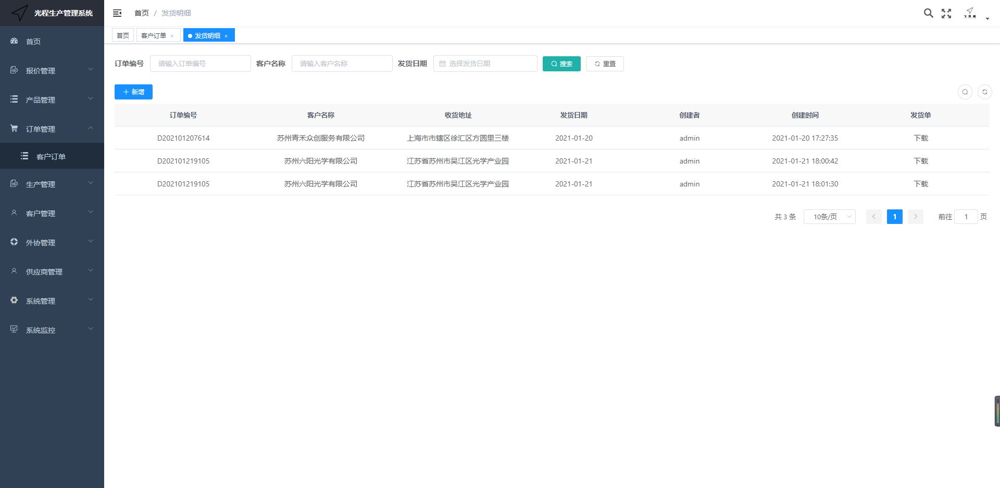 光程生产管理系统
首页 / 发货明细
首页
客户订单 ×
发货明细 ×
首页
报价管理
产品管理
订单管理
客户订单
生产管理
客户管理
外协管理
供应商管理
系统管理
系统监控
订单编号 请输入订单编号 客户名称 请输入客户名称 发货日期 选择发货日期 搜索 重置
新增
订单编号 客户名称 收货地址 发货日期 创建者 创建时间 发货单
D202101207614 苏州青禾众创服务有限公司 上海市市辖区徐汇区方圆里三楼 2021-01-20 admin 2021-01-20 17:27:35 下载
D202101219105 苏州六阳光学有限公司 江苏省苏州市吴江区光学产业园 2021-01-21 admin 2021-01-21 18:00:42 下载
D202101219105 苏州六阳光学有限公司 江苏省苏州市吴江区光学产业园 2021-01-21 admin 2021-01-21 18:01:30 下载
共 3 条 10条/页 1 前往 1 页